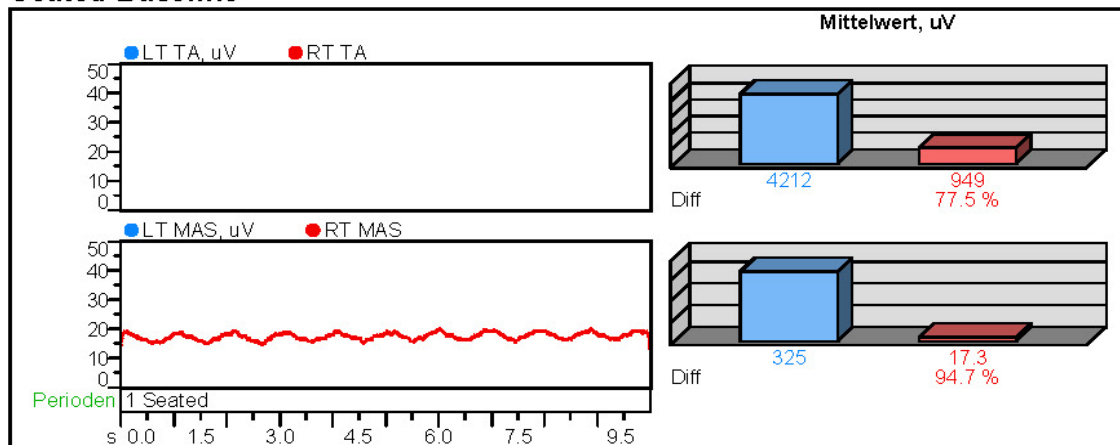 Mittelwert, uV
LT TA, uV RT TA
50
40
30
20
10
0
4212 949
Diff 77.5 %
LT MAS, uV RT MAS
50
40
30
20
10
0
325 17.3
Diff 94.7 %
Perioden 1 Seated
s 0.0 1.5 3.0 4.5 6.0 7.5 9.5